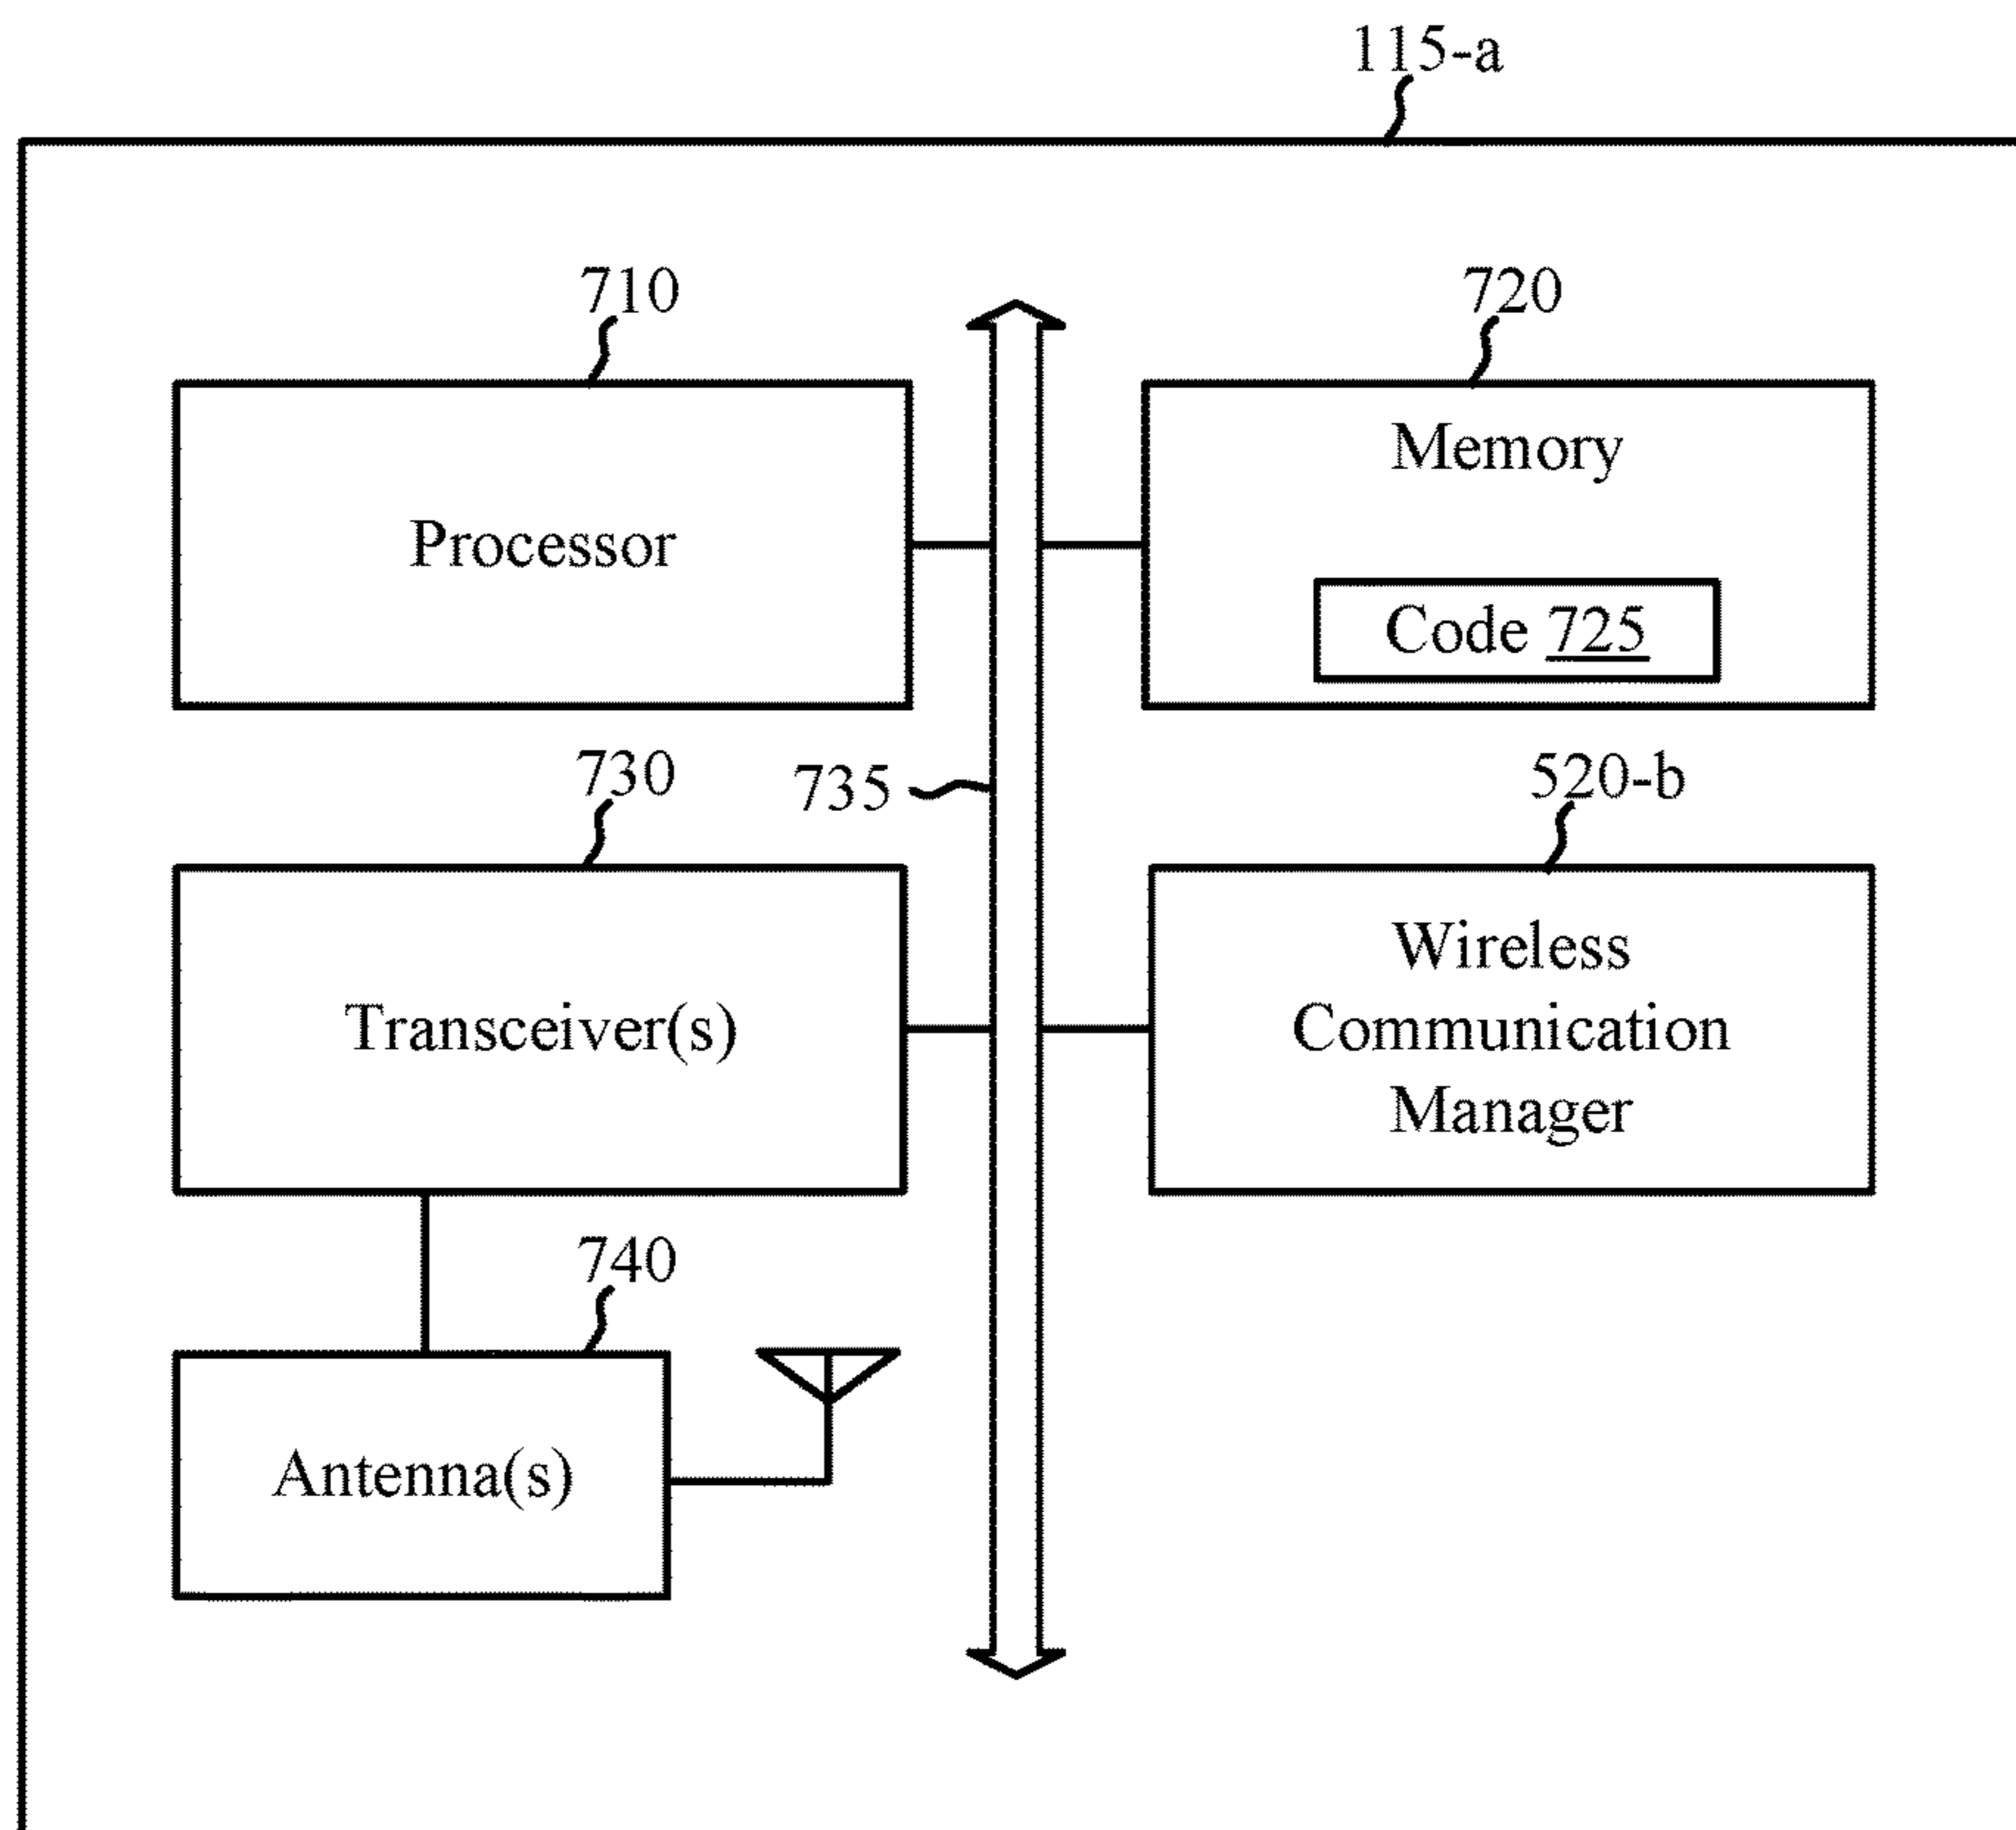 115-a
710
720
Processor
Memory
Code 725
730
735
520-b
Transceiver(s)
Wireless
Communication
Manager
740
Antenna(s)